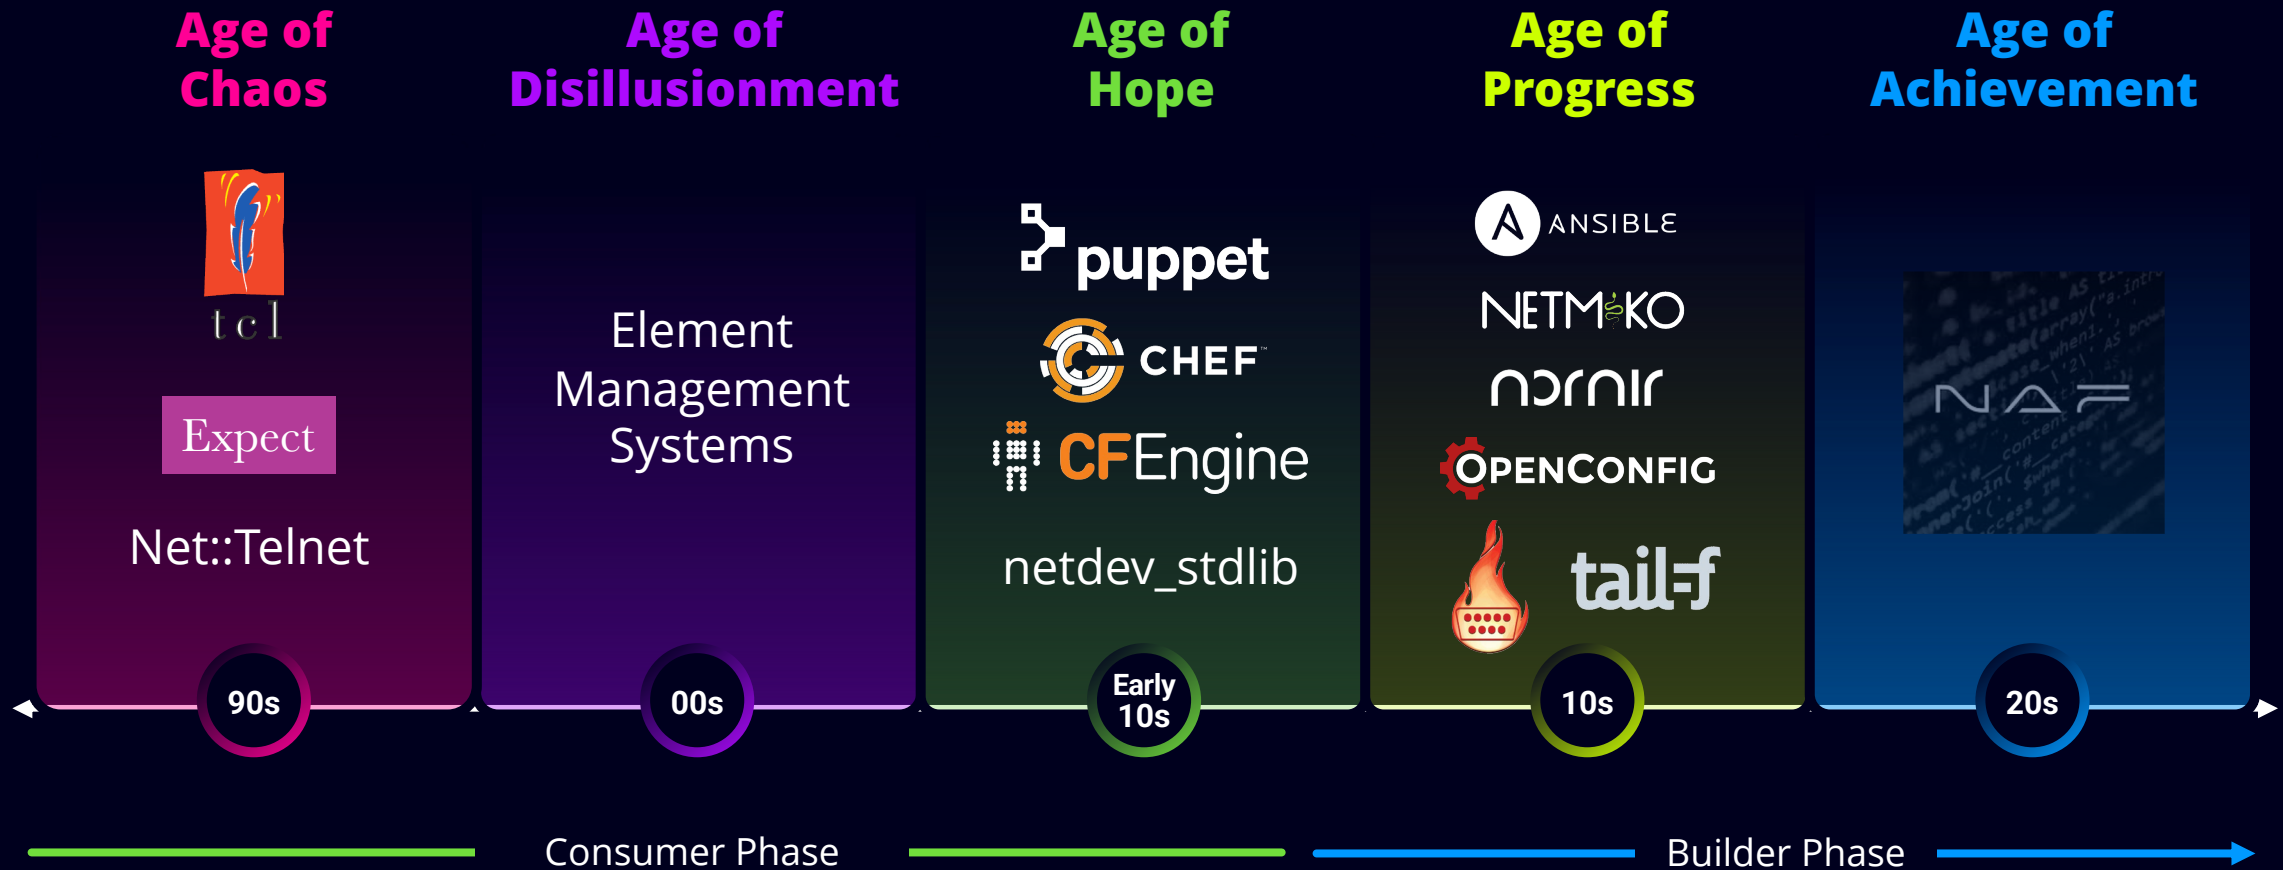 Age of
Chaos
Age of
Disillusionment
Age of
Hope
Age of
Progress
Age of
Achievement
tcl
Expect
Net::Telnet
90s
Element
Management
Systems
00s
puppet
CHEF™
CFEngine
netdev_stdlib
Early
10s
ANSIBLE
NETMIKO
nornir
OPENCONFIG
tail-f
10s
NAF
20s
Consumer Phase
Builder Phase